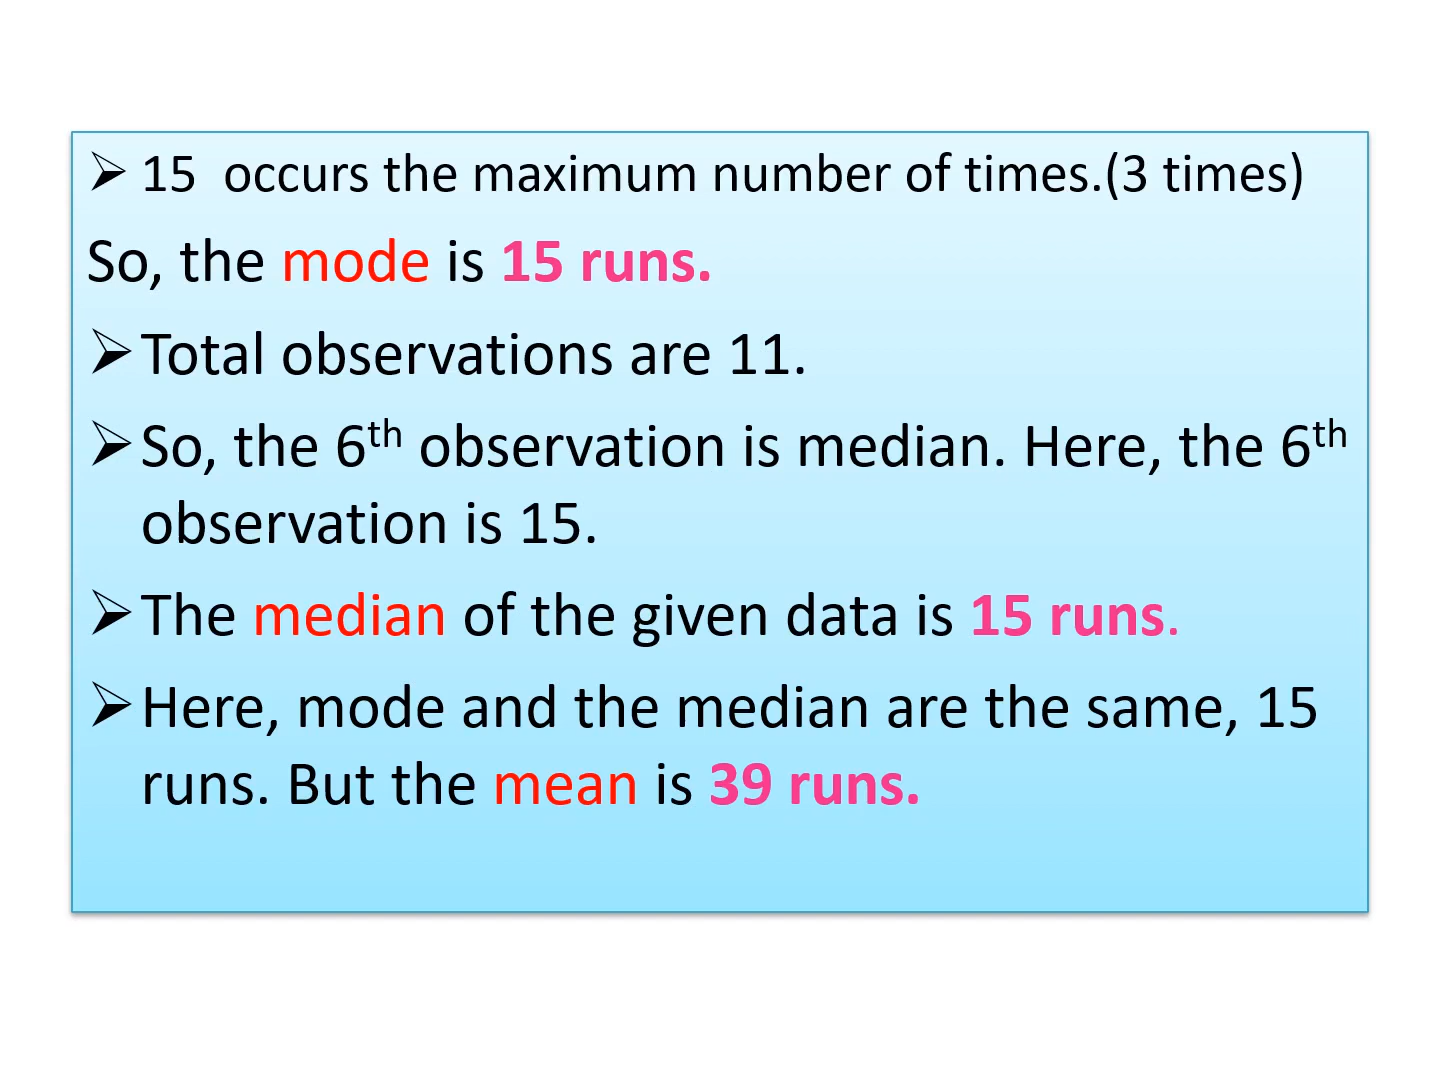 15  occurs the maximum number of times.(3 times)
So, the mode is 15 runs.
Total observations are 11.
So, the 6th observation is median. Here, the 6th
observation is 15.
The median of the given data is 15 runs.
Here, mode and the median are the same, 15
runs. But the mean is 39 runs.